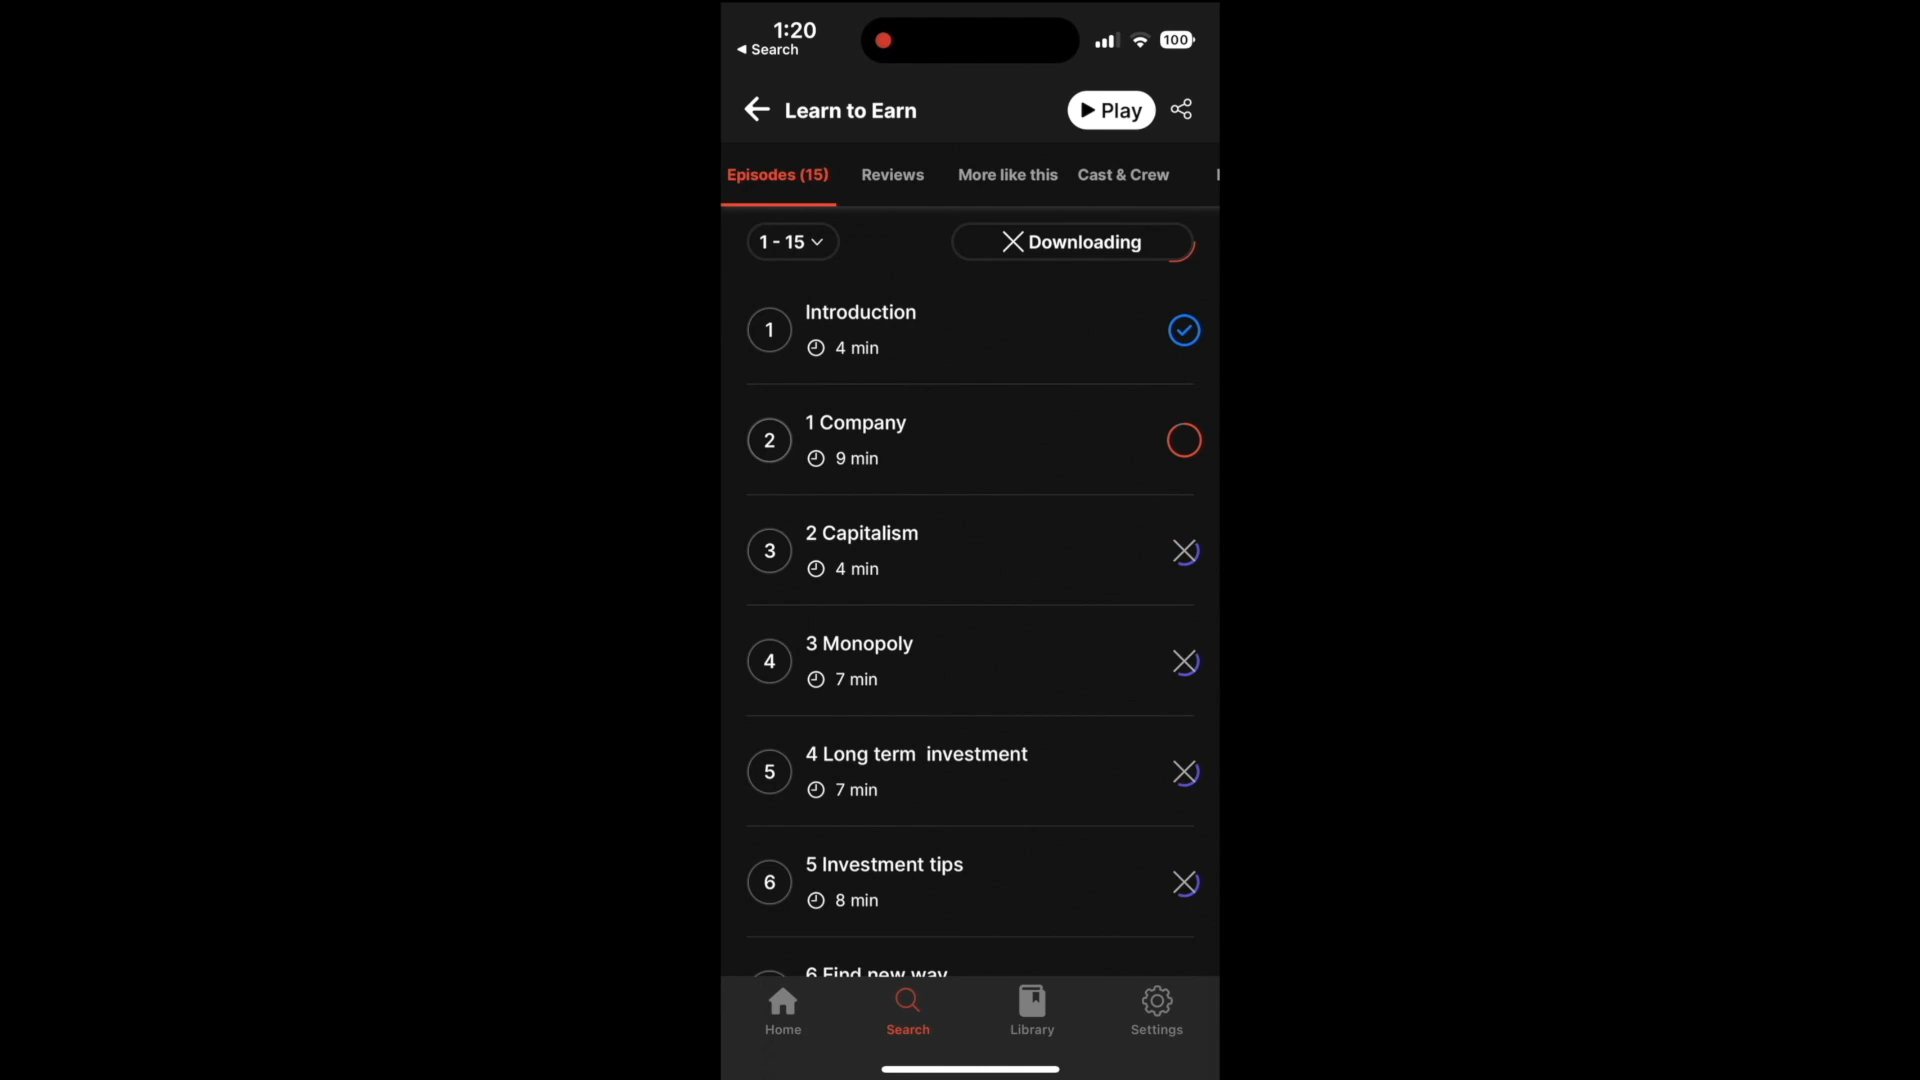 1:20
◀ Search
100
Learn to Earn
Play
Episodes (15)
Reviews
More like this
Cast & Crew
1 - 15
Downloading
1
Introduction
4 min
2
1 Company
9 min
3
2 Capitalism
4 min
4
3 Monopoly
7 min
5
4 Long term  investment
7 min
6
5 Investment tips
8 min
6 Find new way
Home
Search
Library
Settings